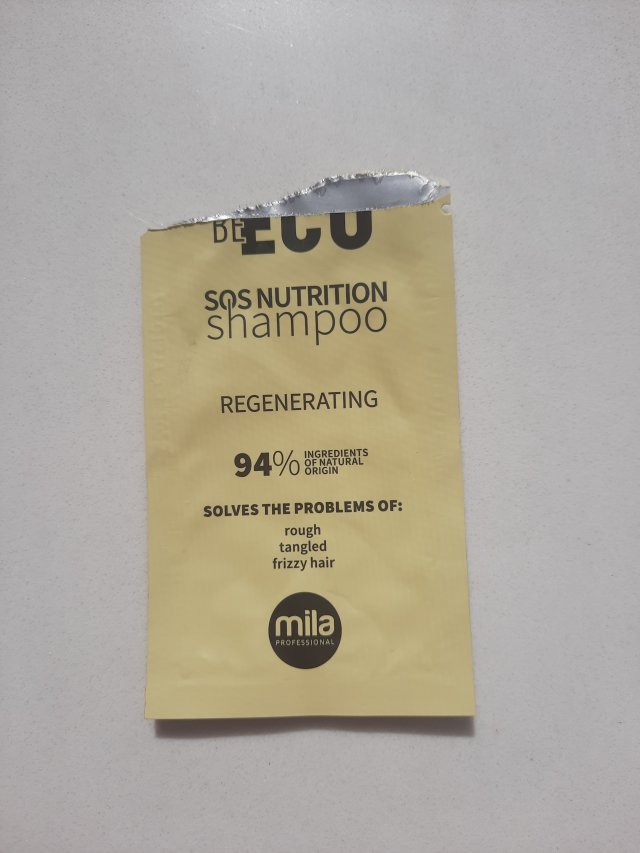 BE ECO
SOS NUTRITION
shampoo
REGENERATING
94% INGREDIENTS
OF NATURAL
ORIGIN
SOLVES THE PROBLEMS OF:
rough
tangled
frizzy hair
mila
PROFESSIONAL